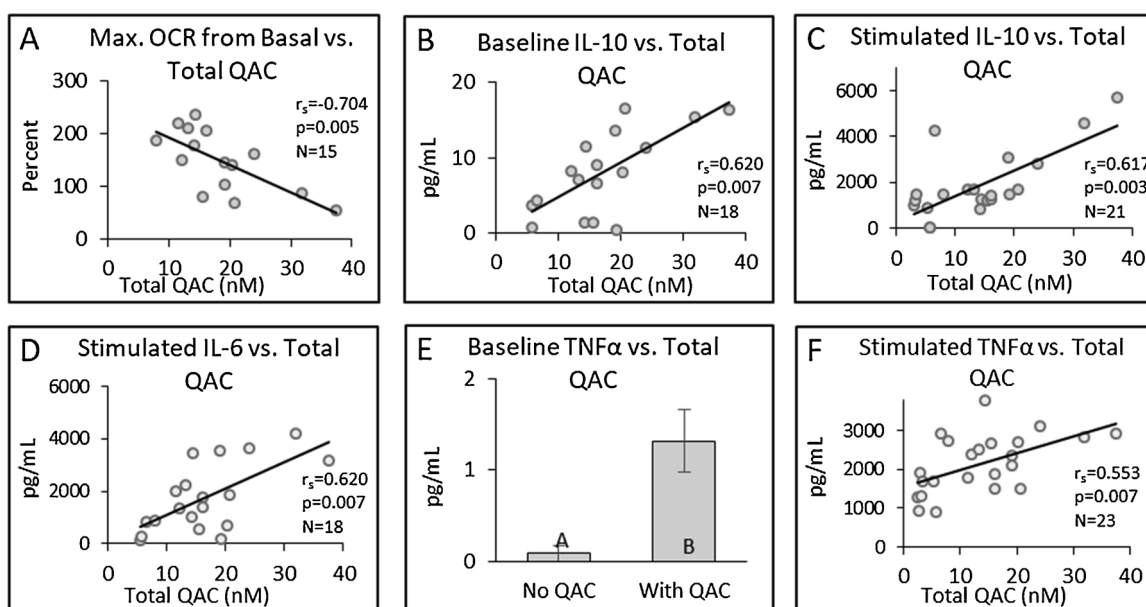 A
Max. OCR from Basal vs.
Total QAC
300
200
100
0
Percent
rs=-0.704
p=0.005
N=15
0 10 20 30 40
Total QAC (nM)
B
Baseline IL-10 vs. Total
QAC
20
10
0
pg/mL
rs=0.620
p=0.007
N=18
0 10 20 30 40
Total QAC (nM)
C
Stimulated IL-10 vs. Total
QAC
6000
4000
2000
0
pg/mL
rs=0.617
p=0.003
N=21
0 10 20 30 40
Total QAC (nM)
D
Stimulated IL-6 vs. Total
QAC
6000
4000
2000
0
pg/mL
rs=0.620
p=0.007
N=18
0 10 20 30 40
Total QAC (nM)
E
Baseline TNFα vs. Total
QAC
2
1
0
pg/mL
A
B
No QAC With QAC
F
Stimulated TNFα vs. Total
QAC
3000
2000
1000
0
pg/mL
rs=0.553
p=0.007
N=23
0 10 20 30 40
Total QAC (nM)